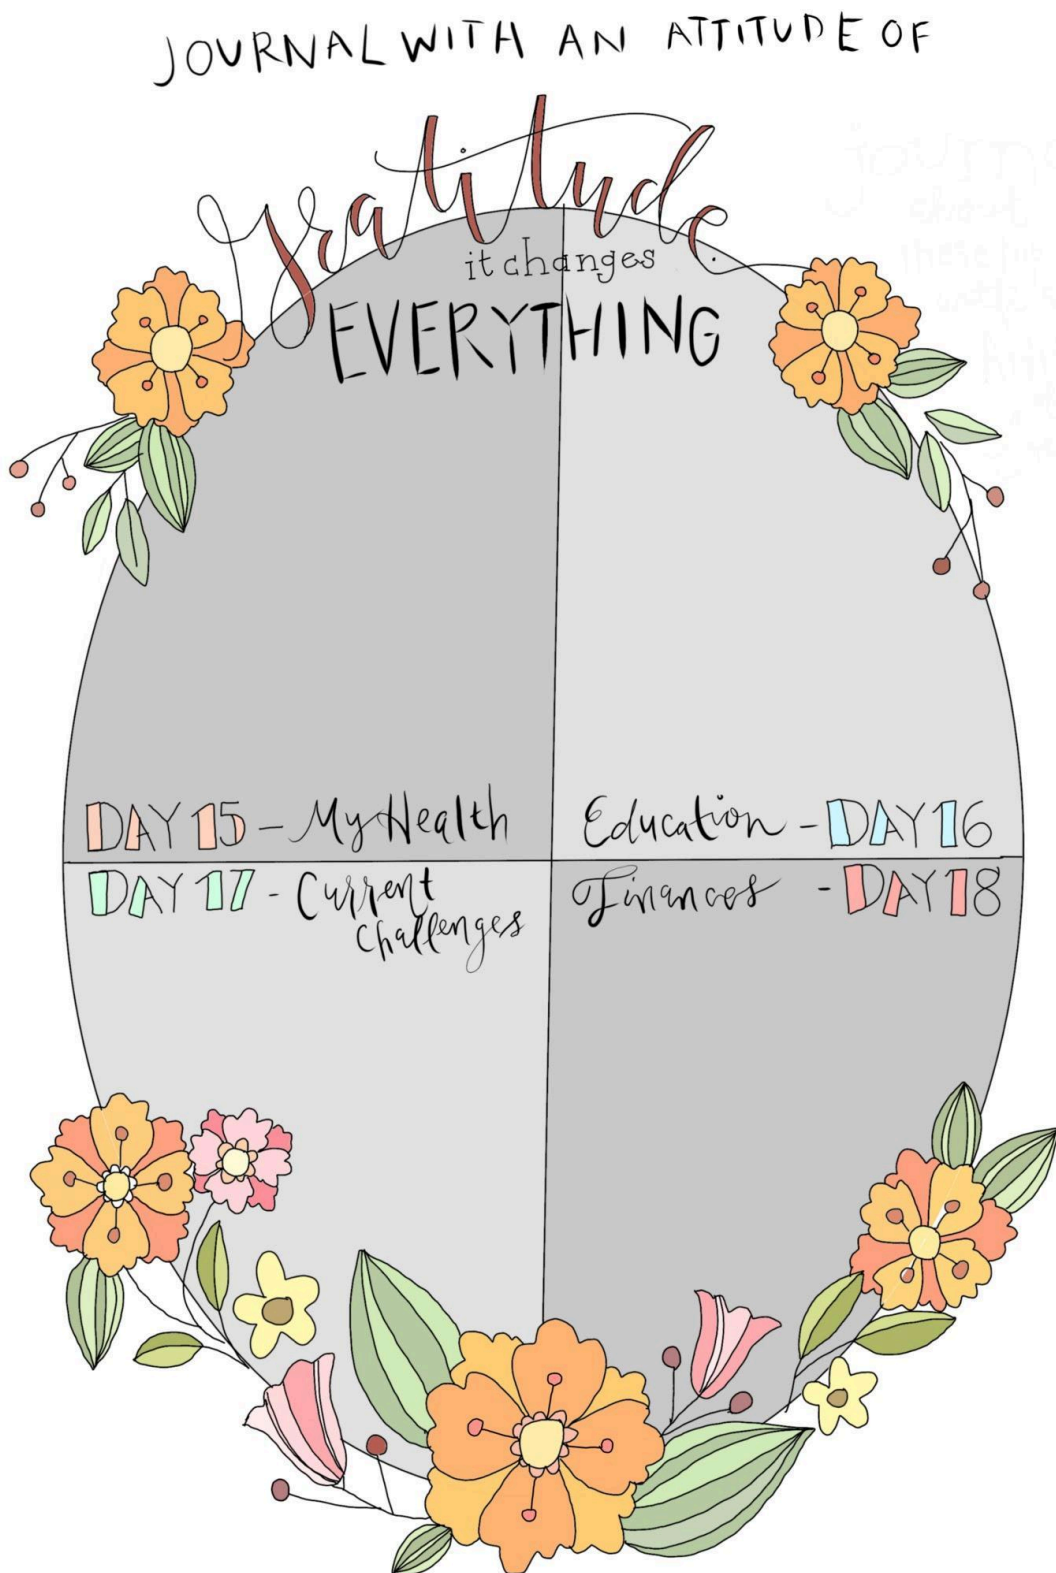 JOURNAL WITH AN ATTITUDE OF
gratitude
it changes
EVERYTHING
DAY 15 - My Health
Education - DAY 16
DAY 17 - Current
Challenges
Finances - DAY 18